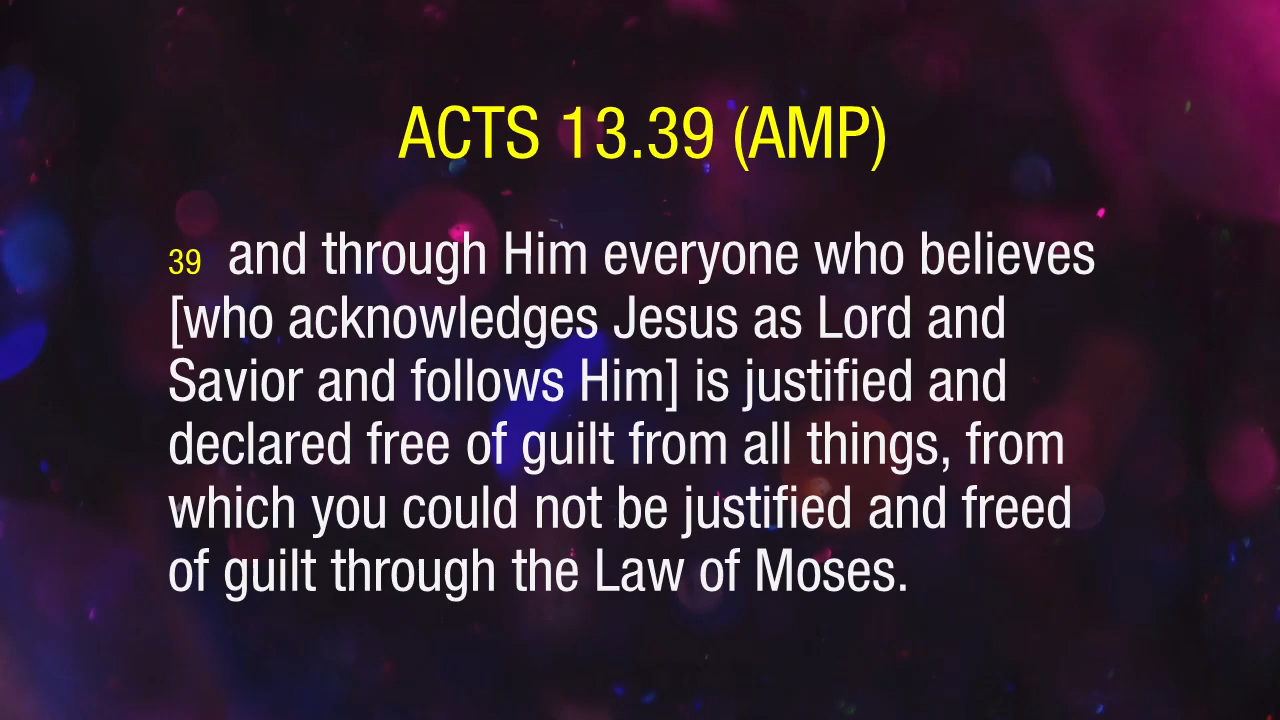 ACTS 13.39 (AMP)
39 and through Him everyone who believes
[who acknowledges Jesus as Lord and
Savior and follows Him] is justified and
declared free of guilt from all things, from
which you could not be justified and freed
of guilt through the Law of Moses.